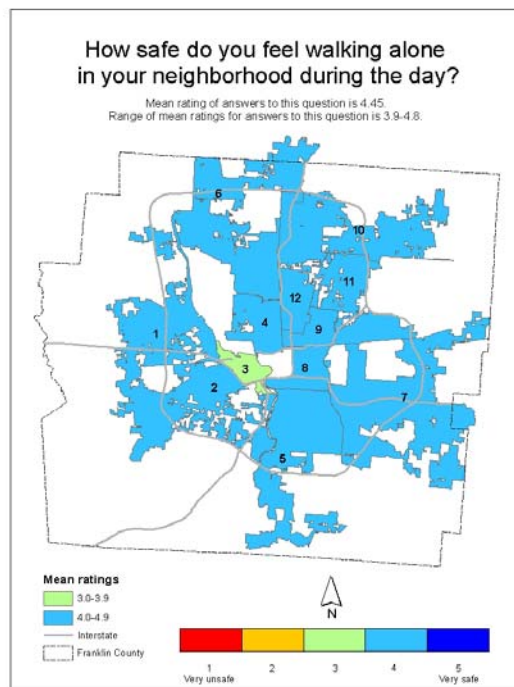 How safe do you feel walking alone
in your neighborhood during the day?
Mean rating of answers to this question is 4.45.
Range of mean ratings for answers to this question is 3.9-4.8.
6
10
11
12
4
9
1
3
8
2
7
5
Mean ratings
3.0-3.9
4.0-4.9
Interstate
Franklin County
N
1 2 3 4 5
Very unsafe Very safe